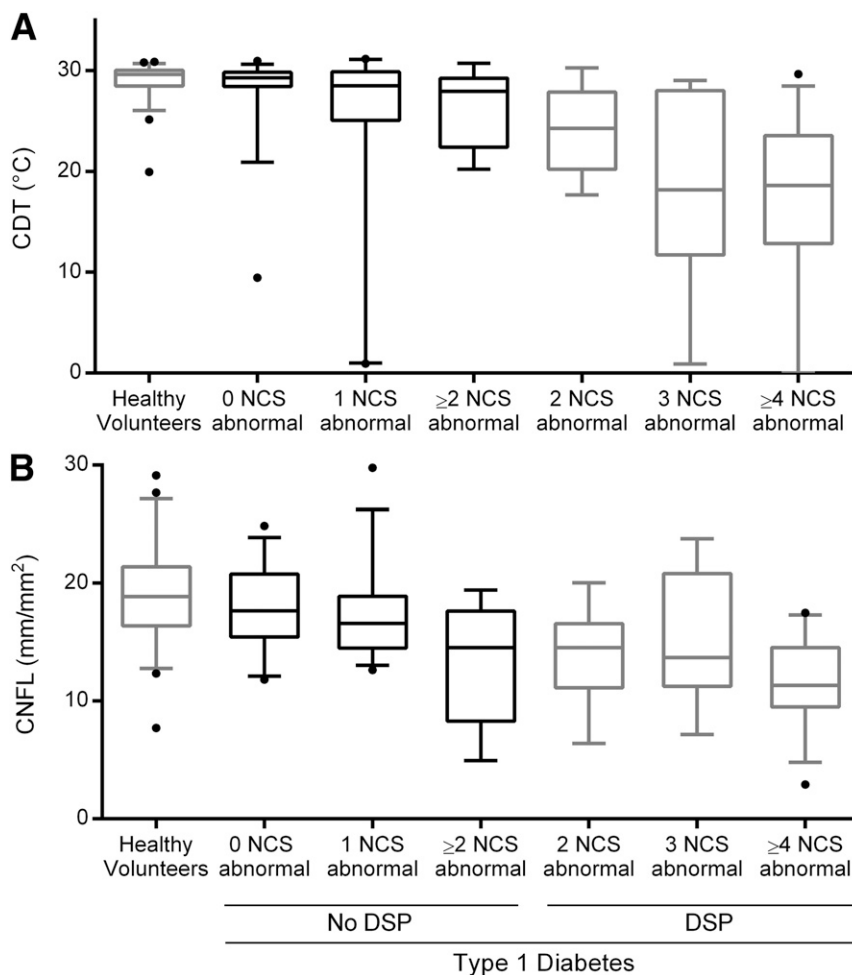 A
CDT (°C)
30
20
10
0
Healthy Volunteers
0 NCS abnormal
1 NCS abnormal
≥2 NCS abnormal
2 NCS abnormal
3 NCS abnormal
≥4 NCS abnormal
B
CNFL (mm/mm²)
30
20
10
0
Healthy Volunteers
0 NCS abnormal
1 NCS abnormal
≥2 NCS abnormal
2 NCS abnormal
3 NCS abnormal
≥4 NCS abnormal
No DSP
DSP
Type 1 Diabetes